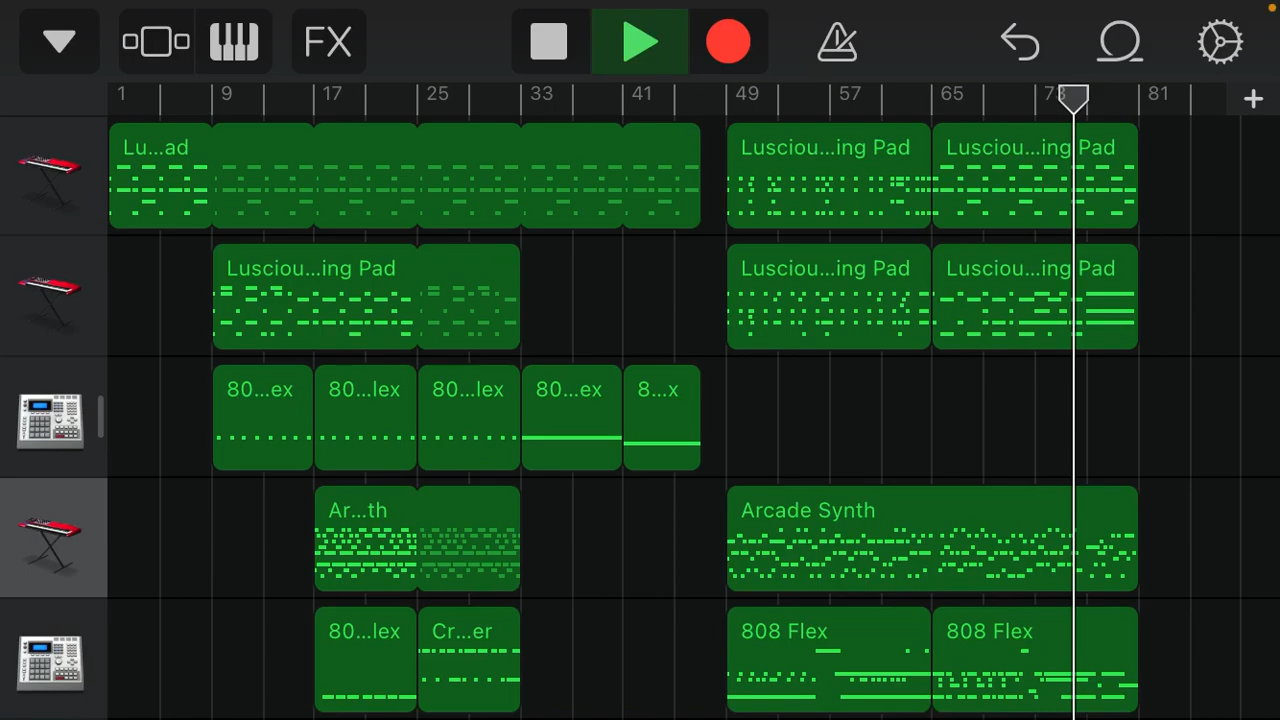 FX
1 9 17 25 33 41 49 57 65 73 81
Lu...ad Lusciou...ing Pad Lusciou...ing Pad
Lusciou...ing Pad Lusciou...ing Pad Lusciou...ing Pad
80...ex 80...lex 80...lex 80...ex 8...x
Ar...th Arcade Synth
80...lex Cr...er 808 Flex 808 Flex